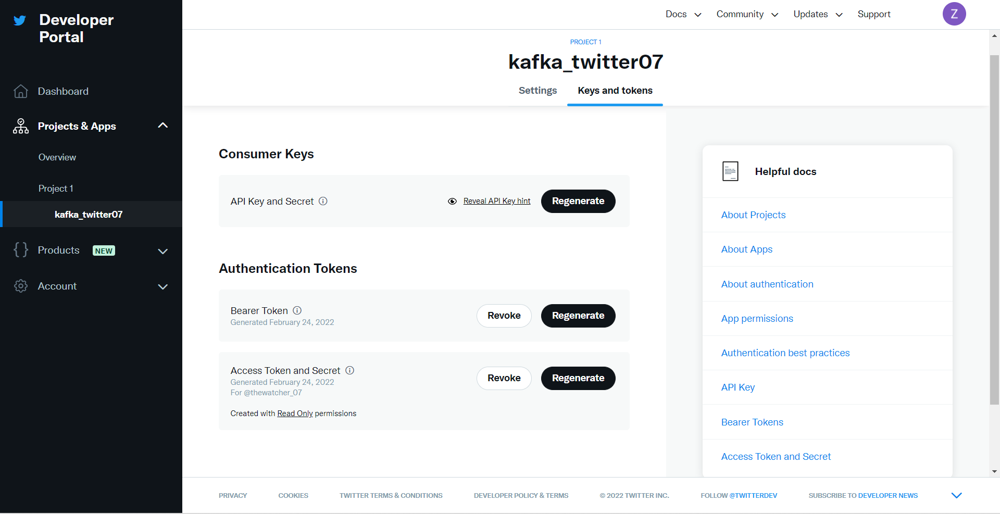 Developer
Portal
Docs
Community
Updates
Support
Z
Dashboard
Projects & Apps
Overview
Project 1
kafka_twitter07
Products NEW
Account
PROJECT 1
kafka_twitter07
Settings
Keys and tokens
Consumer Keys
API Key and Secret
Reveal API Key hint
Regenerate
Authentication Tokens
Bearer Token
Generated February 24, 2022
Revoke
Regenerate
Access Token and Secret
Generated February 24, 2022
For @thewatcher_07
Created with Read Only permissions
Revoke
Regenerate
Helpful docs
About Projects
About Apps
About authentication
App permissions
Authentication best practices
API Key
Bearer Tokens
Access Token and Secret
PRIVACY
COOKIES
TWITTER TERMS & CONDITIONS
DEVELOPER POLICY & TERMS
© 2022 TWITTER INC.
FOLLOW @TWITTERDEV
SUBSCRIBE TO DEVELOPER NEWS